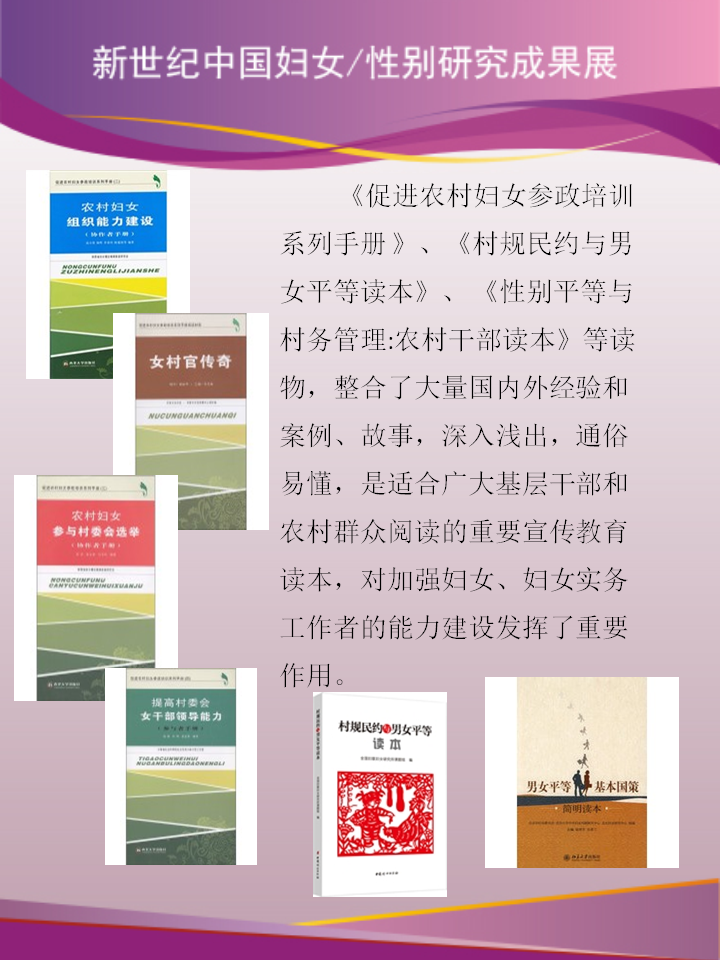 新世纪中国妇女/性别研究成果展
《促进农村妇女参政培训
系列手册 》、《村规民约与男
女平等读本》、《性别平等与
村务管理:农村干部读本》等读
物，整合了大量国内外经验和
案例、故事，深入浅出，通俗
易懂，是适合广大基层干部和
农村群众阅读的重要宣传教育
读本，对加强妇女、妇女实务
工作者的能力建设发挥了重要
作用。
农村妇女
组织能力建设
（协作者手册）
NONGCUNFUNU
ZUZHINENGLIJIANSHE
女村官传奇
NUCUNGUANCHUANQI
农村妇女
参与村委会选举
（协作者手册）
NONGCUNFUNU
CANYUCUNWEIHUIXUANJU
提高村委会
女干部领导能力
TIGAOCUNWEIHUI
NUGANBULINGDAONENGLI
村规民约与男女平等
读本
男女平等 基本国策
简明读本
北京大学出版社